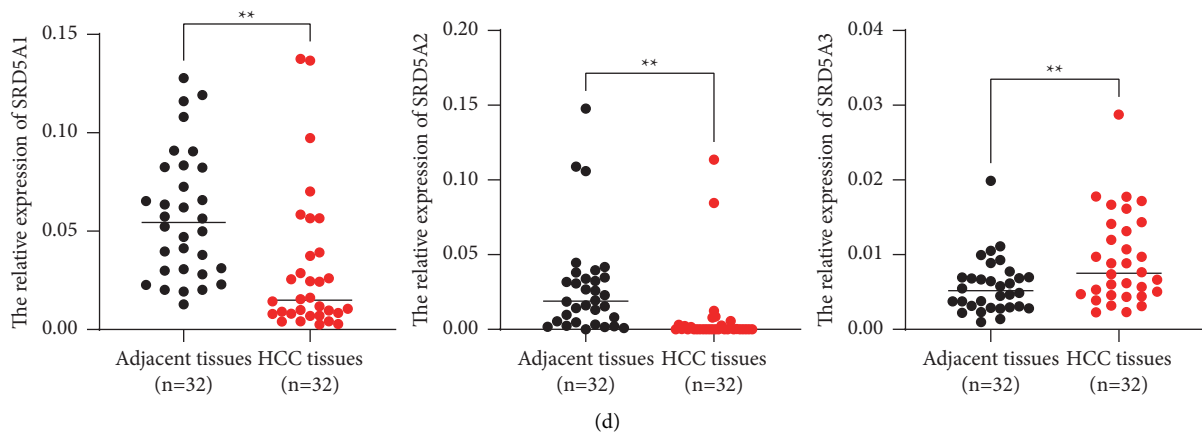 The relative expression of SRD5A1
0.15
0.10
0.05
0.00
**
Adjacent tissues
(n=32)
HCC tissues
(n=32)
The relative expression of SRD5A2
0.20
0.15
0.10
0.05
0.00
**
Adjacent tissues
(n=32)
HCC tissues
(n=32)
The relative expression of SRD5A3
0.04
0.03
0.02
0.01
0.00
**
Adjacent tissues
(n=32)
HCC tissues
(n=32)
(d)